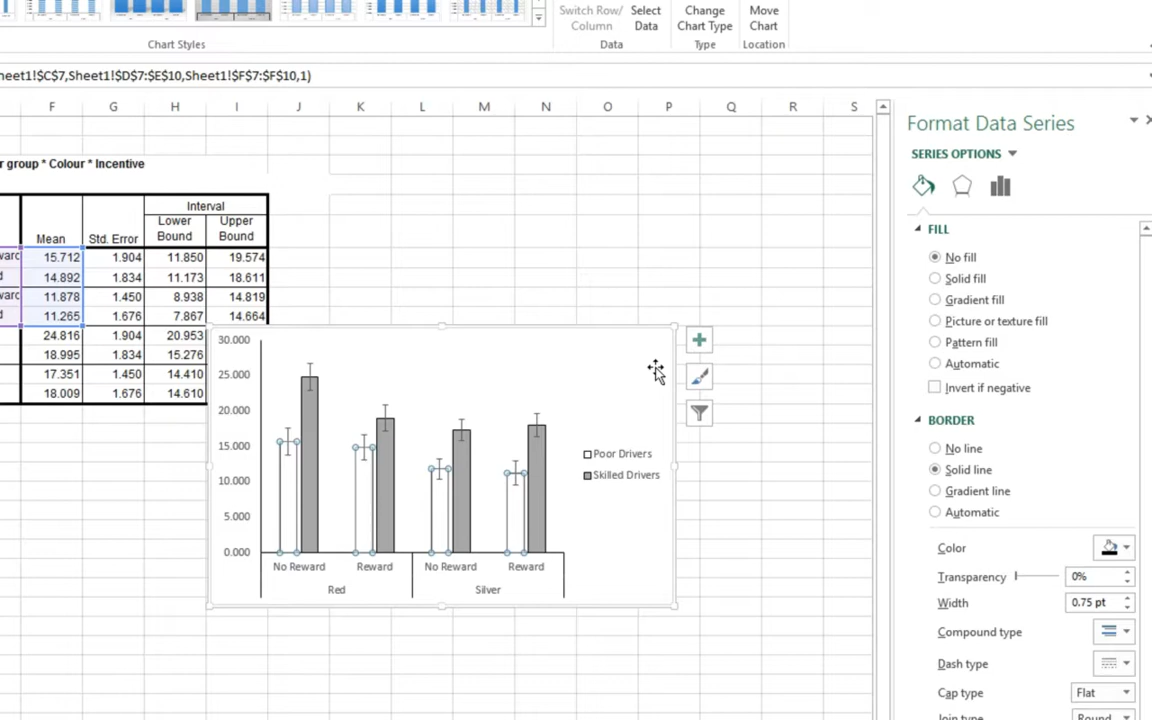 Switch Row/ Select Change Move
Column Data Chart Type Chart
Chart Styles Data Type Location
heet1!$C$7,Sheet1!$D$7:$E$10,Sheet1!$F$7:$F$10,1)
F G H I J K L M N O P Q R S
r group * Colour * Incentive
Interval
Mean Std. Error Lower Bound Upper Bound
ward 15.712 1.904 11.850 19.574
d 14.892 1.834 11.173 18.611
ward 11.878 1.450 8.938 14.819
d 11.265 1.676 7.867 14.664
24.816 1.904 20.953
18.995 1.834 15.276
17.351 1.450 14.410
18.009 1.676 14.610
30.000
25.000
20.000
15.000
10.000
5.000
0.000
No Reward Reward No Reward Reward
Red Silver
Poor Drivers
Skilled Drivers
Format Data Series
SERIES OPTIONS
FILL
No fill
Solid fill
Gradient fill
Picture or texture fill
Pattern fill
Automatic
Invert if negative
BORDER
No line
Solid line
Gradient line
Automatic
Color
Transparency 0%
Width 0.75 pt
Compound type
Dash type
Cap type Flat
Join type Round